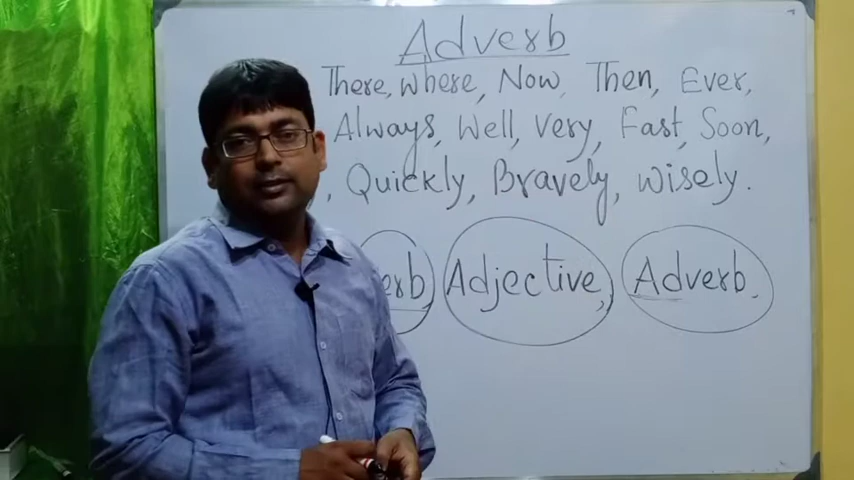 Adverb
There, where, Now, Then, Ever,
Always, well, very, Fast, Soon,
, Quickly, Bravely, wisely.
Adjective, Adverb.